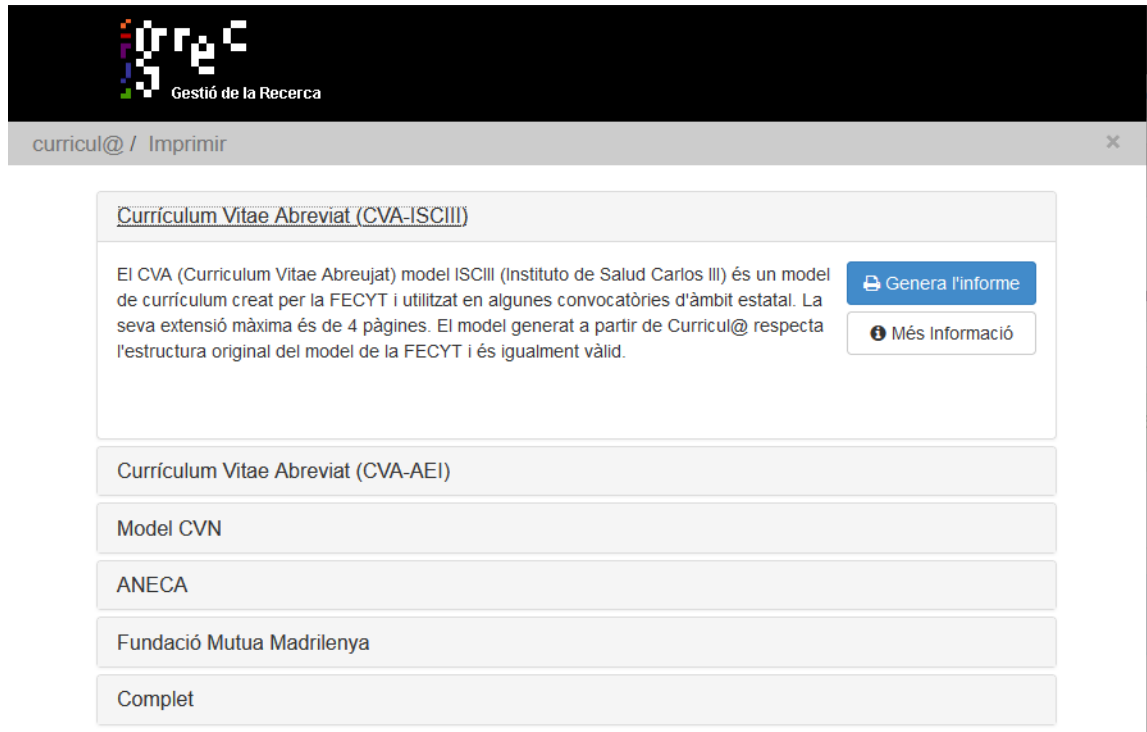 grec
Gestió de la Recerca
curricul@ / Imprimir
×
Currículum Vitae Abreviat (CVA-ISCIII)
El CVA (Curriculum Vitae Abreujat) model ISCIII (Instituto de Salud Carlos III) és un model
de currículum creat per la FECYT i utilitzat en algunes convocatòries d'àmbit estatal. La
seva extensió màxima és de 4 pàgines. El model generat a partir de Curricul@ respecta
l'estructura original del model de la FECYT i és igualment vàlid.
Genera l'informe
Més Informació
Currículum Vitae Abreviat (CVA-AEI)
Model CVN
ANECA
Fundació Mutua Madrilenya
Complet